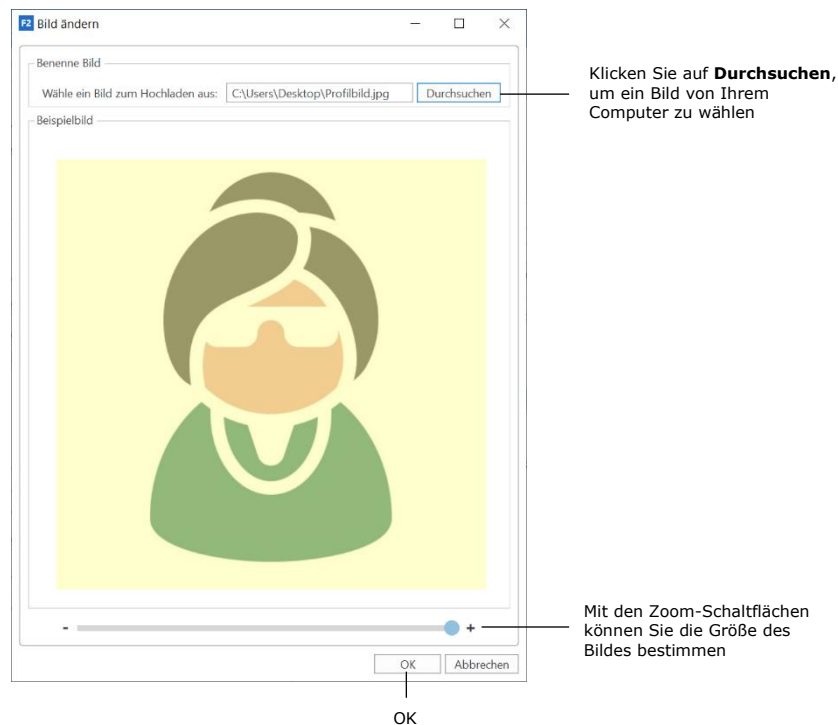 F2 Bild ändern
Benenne Bild
Wähle ein Bild zum Hochladen aus: C:\Users\Desktop\Profilbild.jpg Durchsuchen
Klicken Sie auf Durchsuchen,
um ein Bild von Ihrem
Computer zu wählen
Beispielbild
- +
Mit den Zoom-Schaltflächen
können Sie die Größe des
Bildes bestimmen
OK Abbrechen
OK